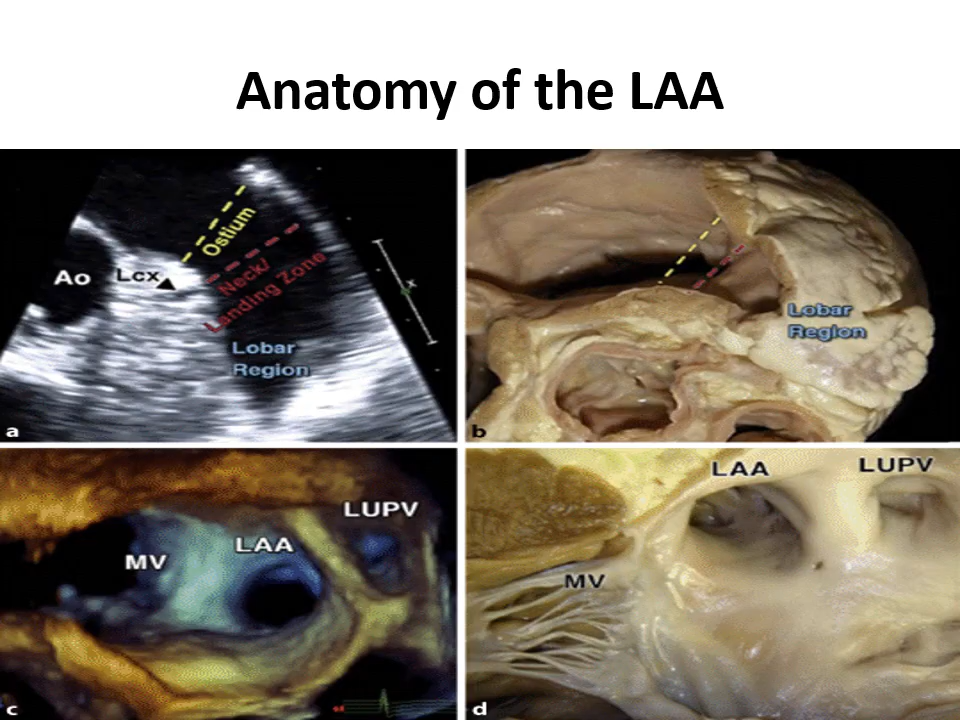 Anatomy of the LAA
Ao
Lcx
Ostium
Neck/
Landing Zone
Lobar
Region
a
Lobar
Region
b
MV
LAA
LUPV
c
LAA
LUPV
MV
d